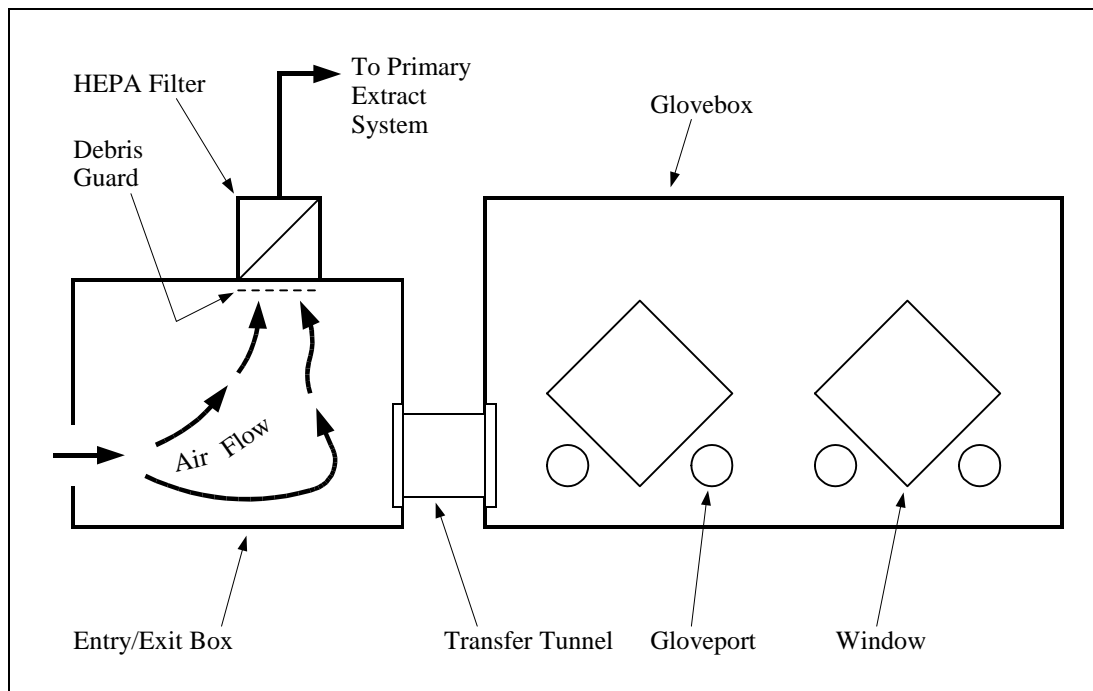 To Primary
Extract
System
HEPA Filter
Glovebox
Debris
Guard
Air Flow
Entry/Exit Box
Transfer Tunnel
Gloveport
Window